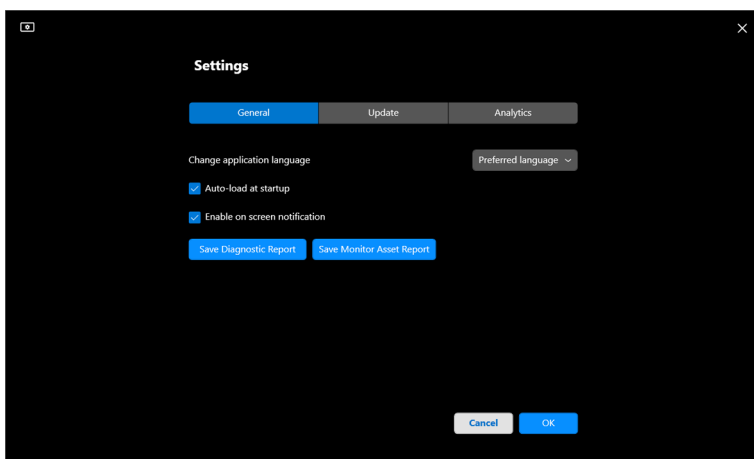 Settings
General
Update
Analytics
Change application language
Preferred language
Auto-load at startup
Enable on screen notification
Save Diagnostic Report
Save Monitor Asset Report
Cancel
OK